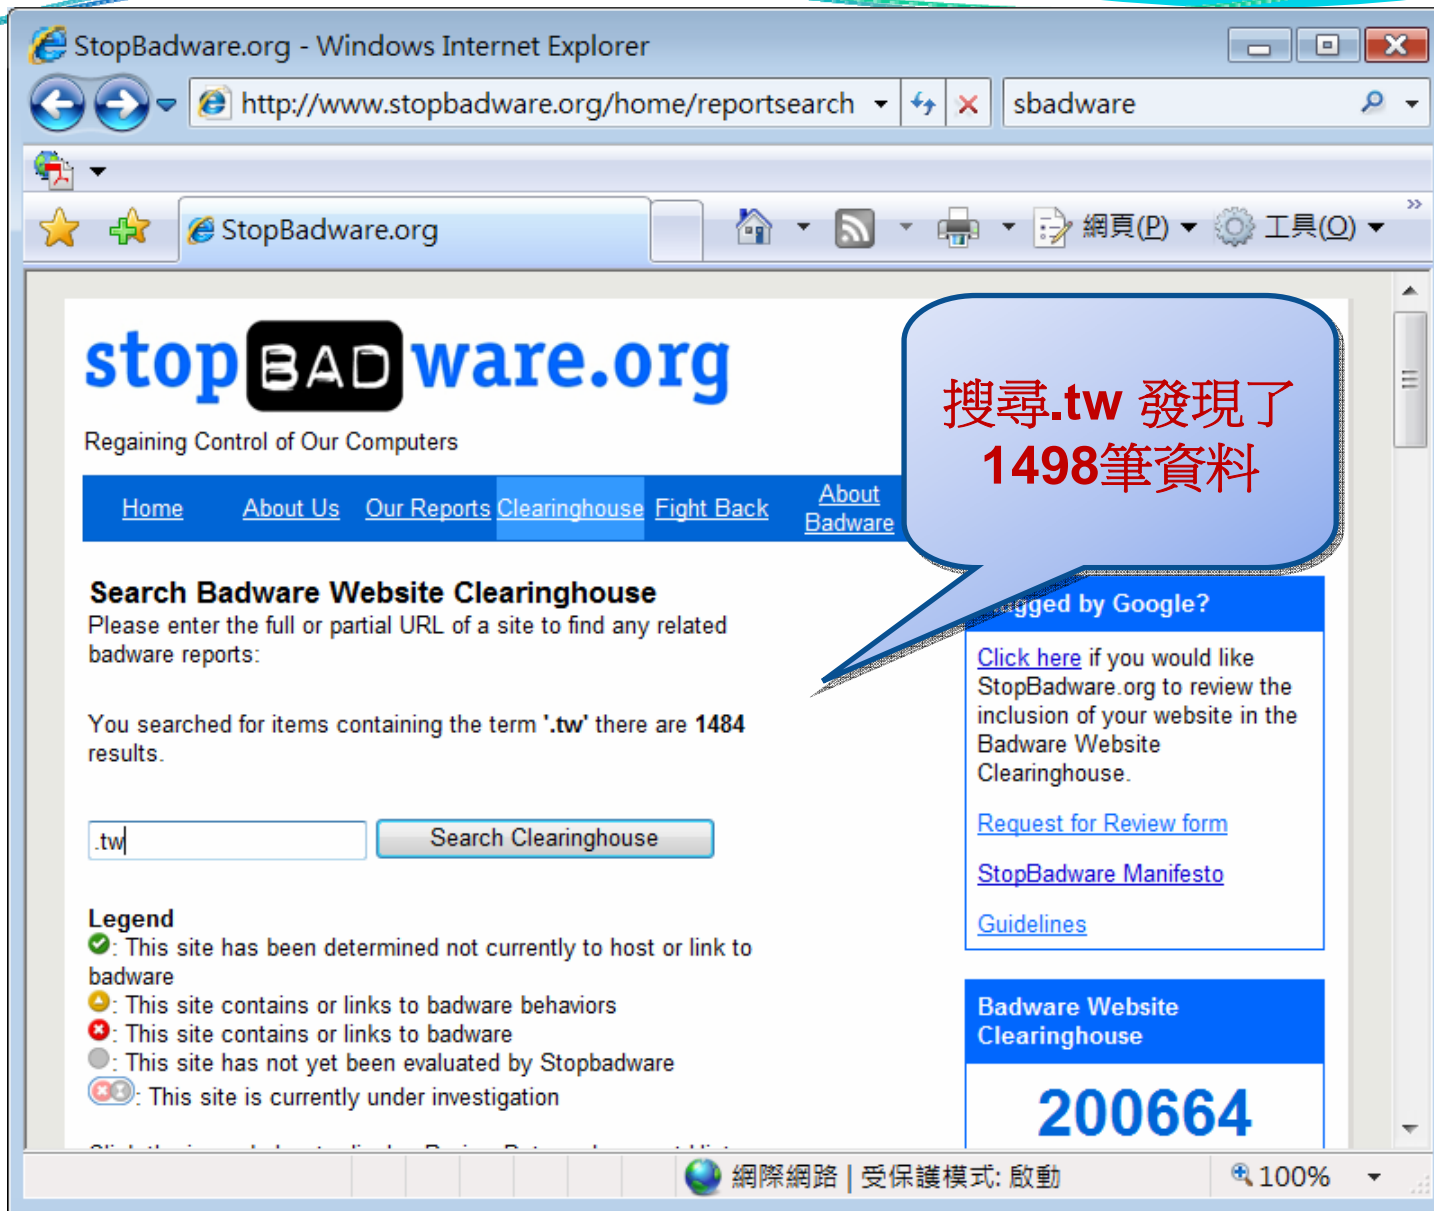 StopBadware.org - Windows Internet Explorer
http://www.stopbadware.org/home/reportsearch
sbadware
StopBadware.org
網頁(P)
工具(O)
stop BAD ware.org
Regaining Control of Our Computers
搜尋.tw 發現了
1498筆資料
Home
About Us
Our Reports
Clearinghouse
Fight Back
About
Badware
Search Badware Website Clearinghouse
Please enter the full or partial URL of a site to find any related
badware reports:
You searched for items containing the term '.tw' there are 1484
results.
.tw
Search Clearinghouse
Legend
: This site has been determined not currently to host or link to
badware
: This site contains or links to badware behaviors
: This site contains or links to badware
: This site has not yet been evaluated by Stopbadware
: This site is currently under investigation
by Google?
Click here if you would like
StopBadware.org to review the
inclusion of your website in the
Badware Website
Clearinghouse.
Request for Review form
StopBadware Manifesto
Guidelines
Badware Website
Clearinghouse
200664
網際網路 | 受保護模式: 啟動
100%